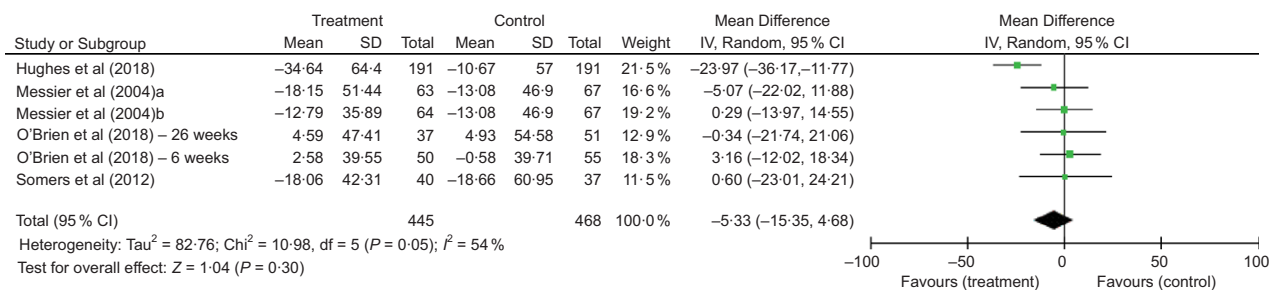 Treatment Control Mean Difference Mean Difference
Study or Subgroup Mean SD Total Mean SD Total Weight IV, Random, 95 % CI IV, Random, 95 % CI
Hughes et al (2018) –34·64 64·4 191 –10·67 57 191 21·5 % –23·97 (–36·17,–11·77)
Messier et al (2004)a –18·15 51·44 63 –13·08 46·9 67 16·6 % –5·07 (–22·02, 11·88)
Messier et al (2004)b –12·79 35·89 64 –13·08 46·9 67 19·2 % 0·29 (–13·97, 14·55)
O’Brien et al (2018) – 26 weeks 4·59 47·41 37 4·93 54·58 51 12·9 % –0·34 (–21·74, 21·06)
O’Brien et al (2018) – 6 weeks 2·58 39·55 50 –0·58 39·71 55 18·3 % 3·16 (–12·02, 18·34)
Somers et al (2012) –18·06 42·31 40 –18·66 60·95 37 11·5 % 0·60 (–23·01, 24·21)
Total (95 % CI) 445 468 100·0 % –5·33 (–15·35, 4·68)
Heterogeneity: Tau² = 82·76; Chi² = 10·98, df = 5 (P = 0·05); I² = 54 %
Test for overall effect: Z = 1·04 (P = 0·30)
–100 –50 0 50 100
Favours (treatment) Favours (control)